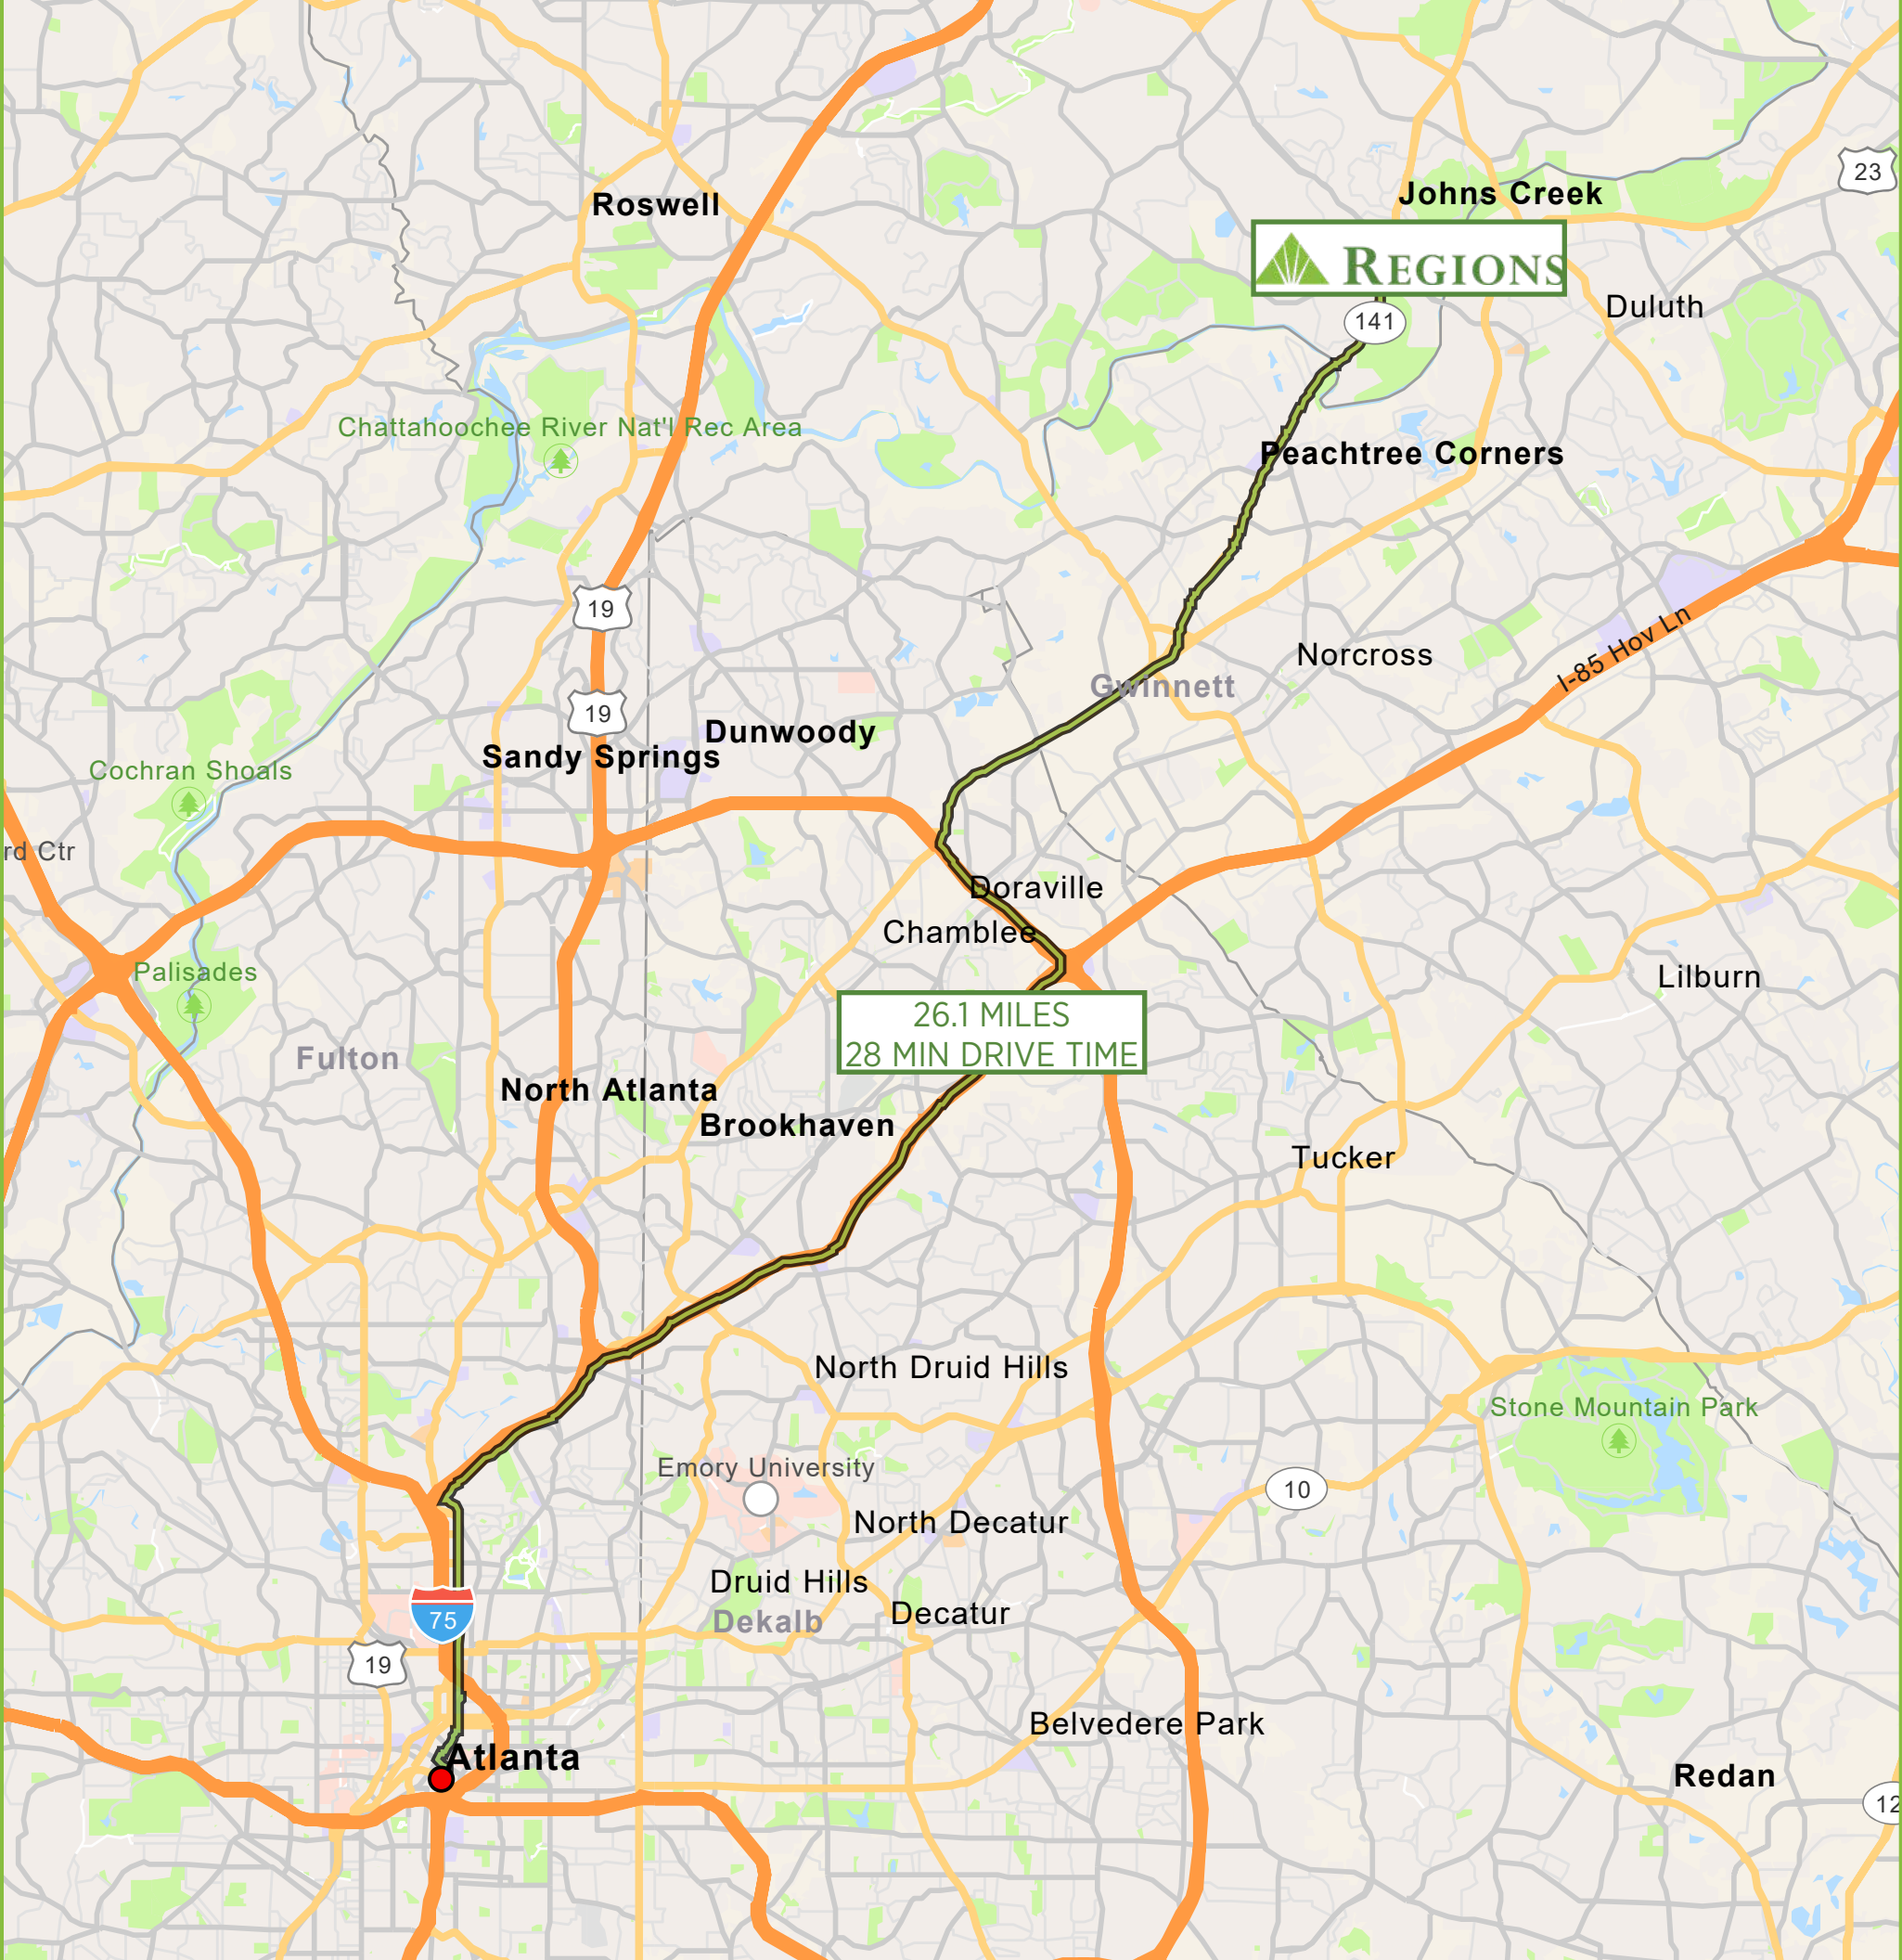 Johns Creek
23
Roswell
REGIONS
Duluth
141
Chattahoochee River Nat'l Rec Area
Peachtree Corners
19
I-85 Hov Ln
Norcross
Gwinnett
19
Dunwoody
Sandy Springs
Cochran Shoals
rd Ctr
Doraville
Chamblee
Palisades
Lilburn
26.1 MILES
28 MIN DRIVE TIME
Fulton
North Atlanta
Brookhaven
Tucker
North Druid Hills
Stone Mountain Park
Emory University
10
North Decatur
Druid Hills
Decatur
Dekalb
75
19
Belvedere Park
Atlanta
Redan
12